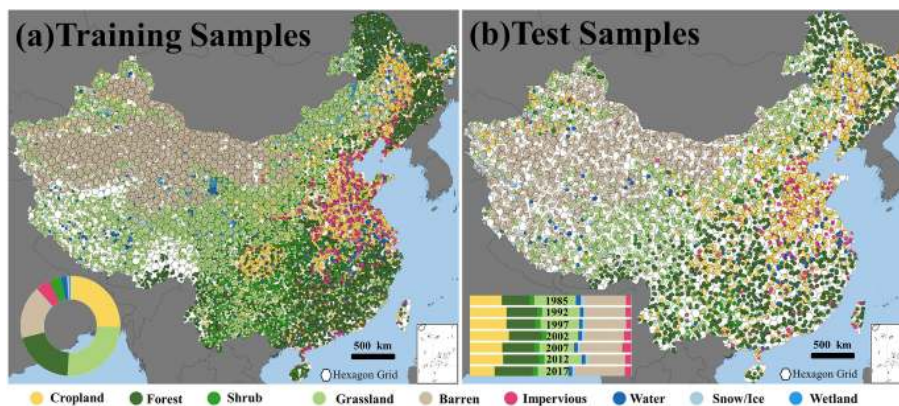 (a)Training Samples
500 km
Hexagon Grid
(b)Test Samples
1985
1992
1997
2002
2007
2012
2017
500 km
Hexagon Grid
Cropland Forest Shrub Grassland Barren Impervious Water Snow/Ice Wetland